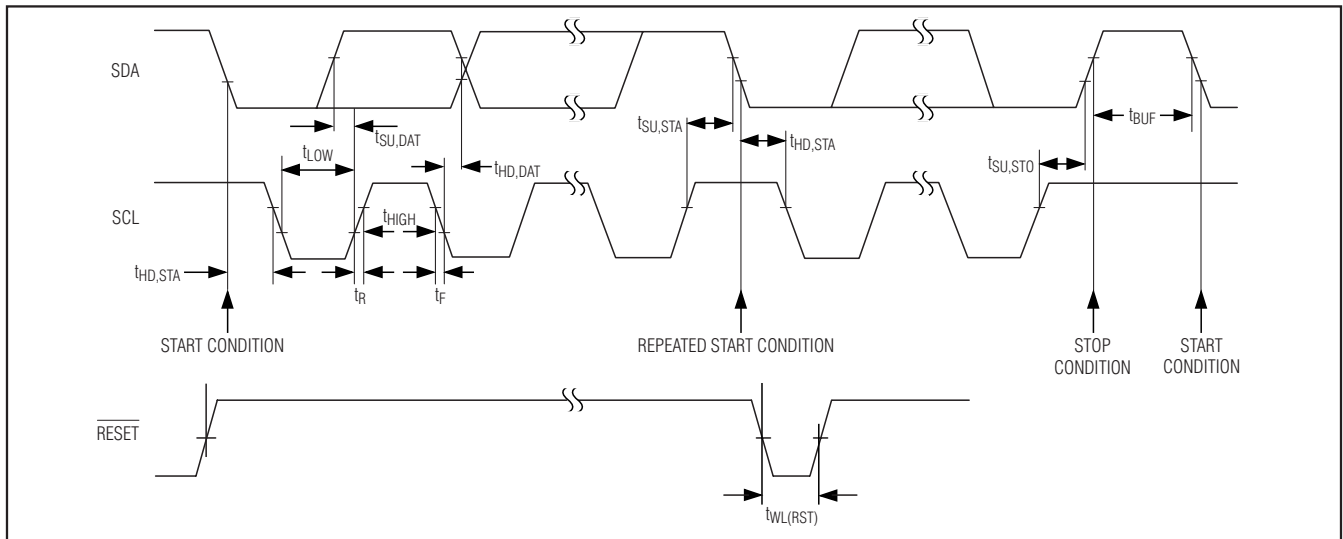 SDA
tSU,DAT
tLOW
tHD,DAT
tSU,STA
tHD,STA
tBUF
tSU,STO
SCL
tHIGH
tHD,STA
tR
tF
START CONDITION
REPEATED START CONDITION
STOP
CONDITION
START
CONDITION
RESET
tWL(RST)